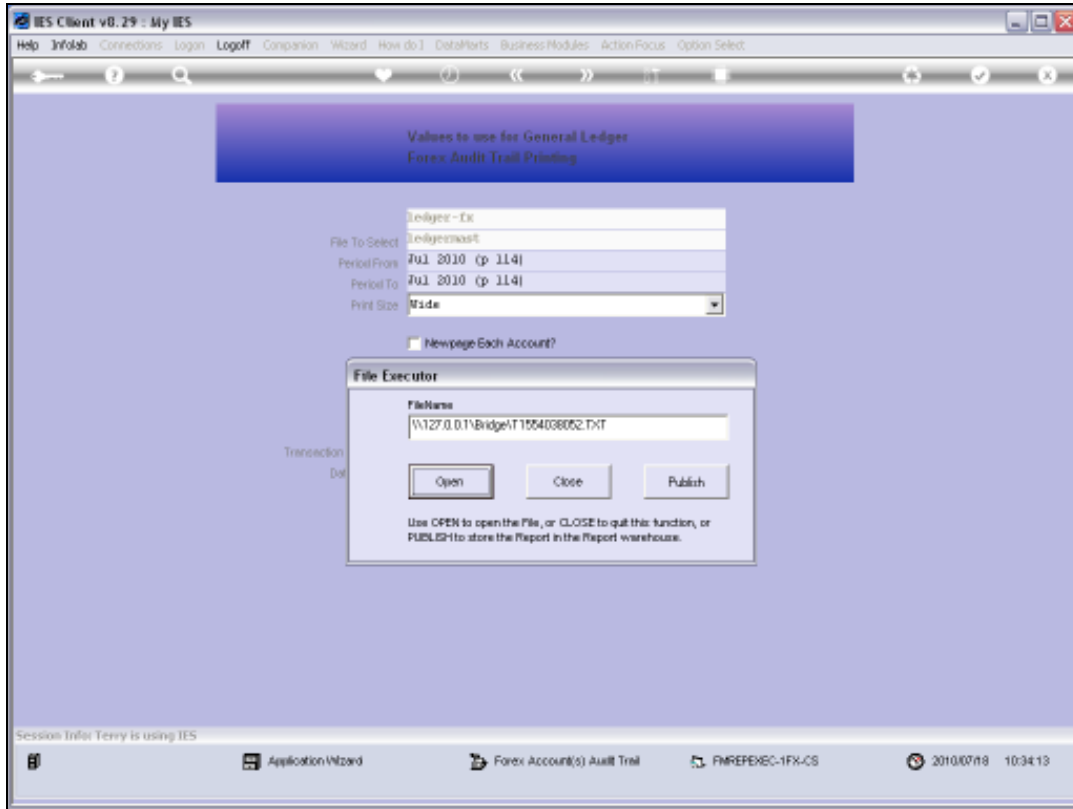 IES Client v8.29 : My IES
Help Infolab Connections Logon Logoff Companion Wizard How do I DataMarts Business Modules Action Focus Option Select
Values to use for General Ledger
Forex Audit Trail Printing
ledger-fx
File To Select ledgermast
Period From Jul 2010 (p 114)
Period To Jul 2010 (p 114)
Print Size Wide
Newpage Each Account?
File Executor
FileName
\\127.0.0.1\Bridge\T1554038052.TXT
Transaction
Dat
Open Close Publish
Use OPEN to open the File, or CLOSE to quit this function, or
PUBLISH to store the Report in the Report warehouse.
Session Info: Terry is using IES
Application Wizard Forex Account(s) Audit Trail FMREPEXEC-1FX-CS 2010/07/18 10:34:13